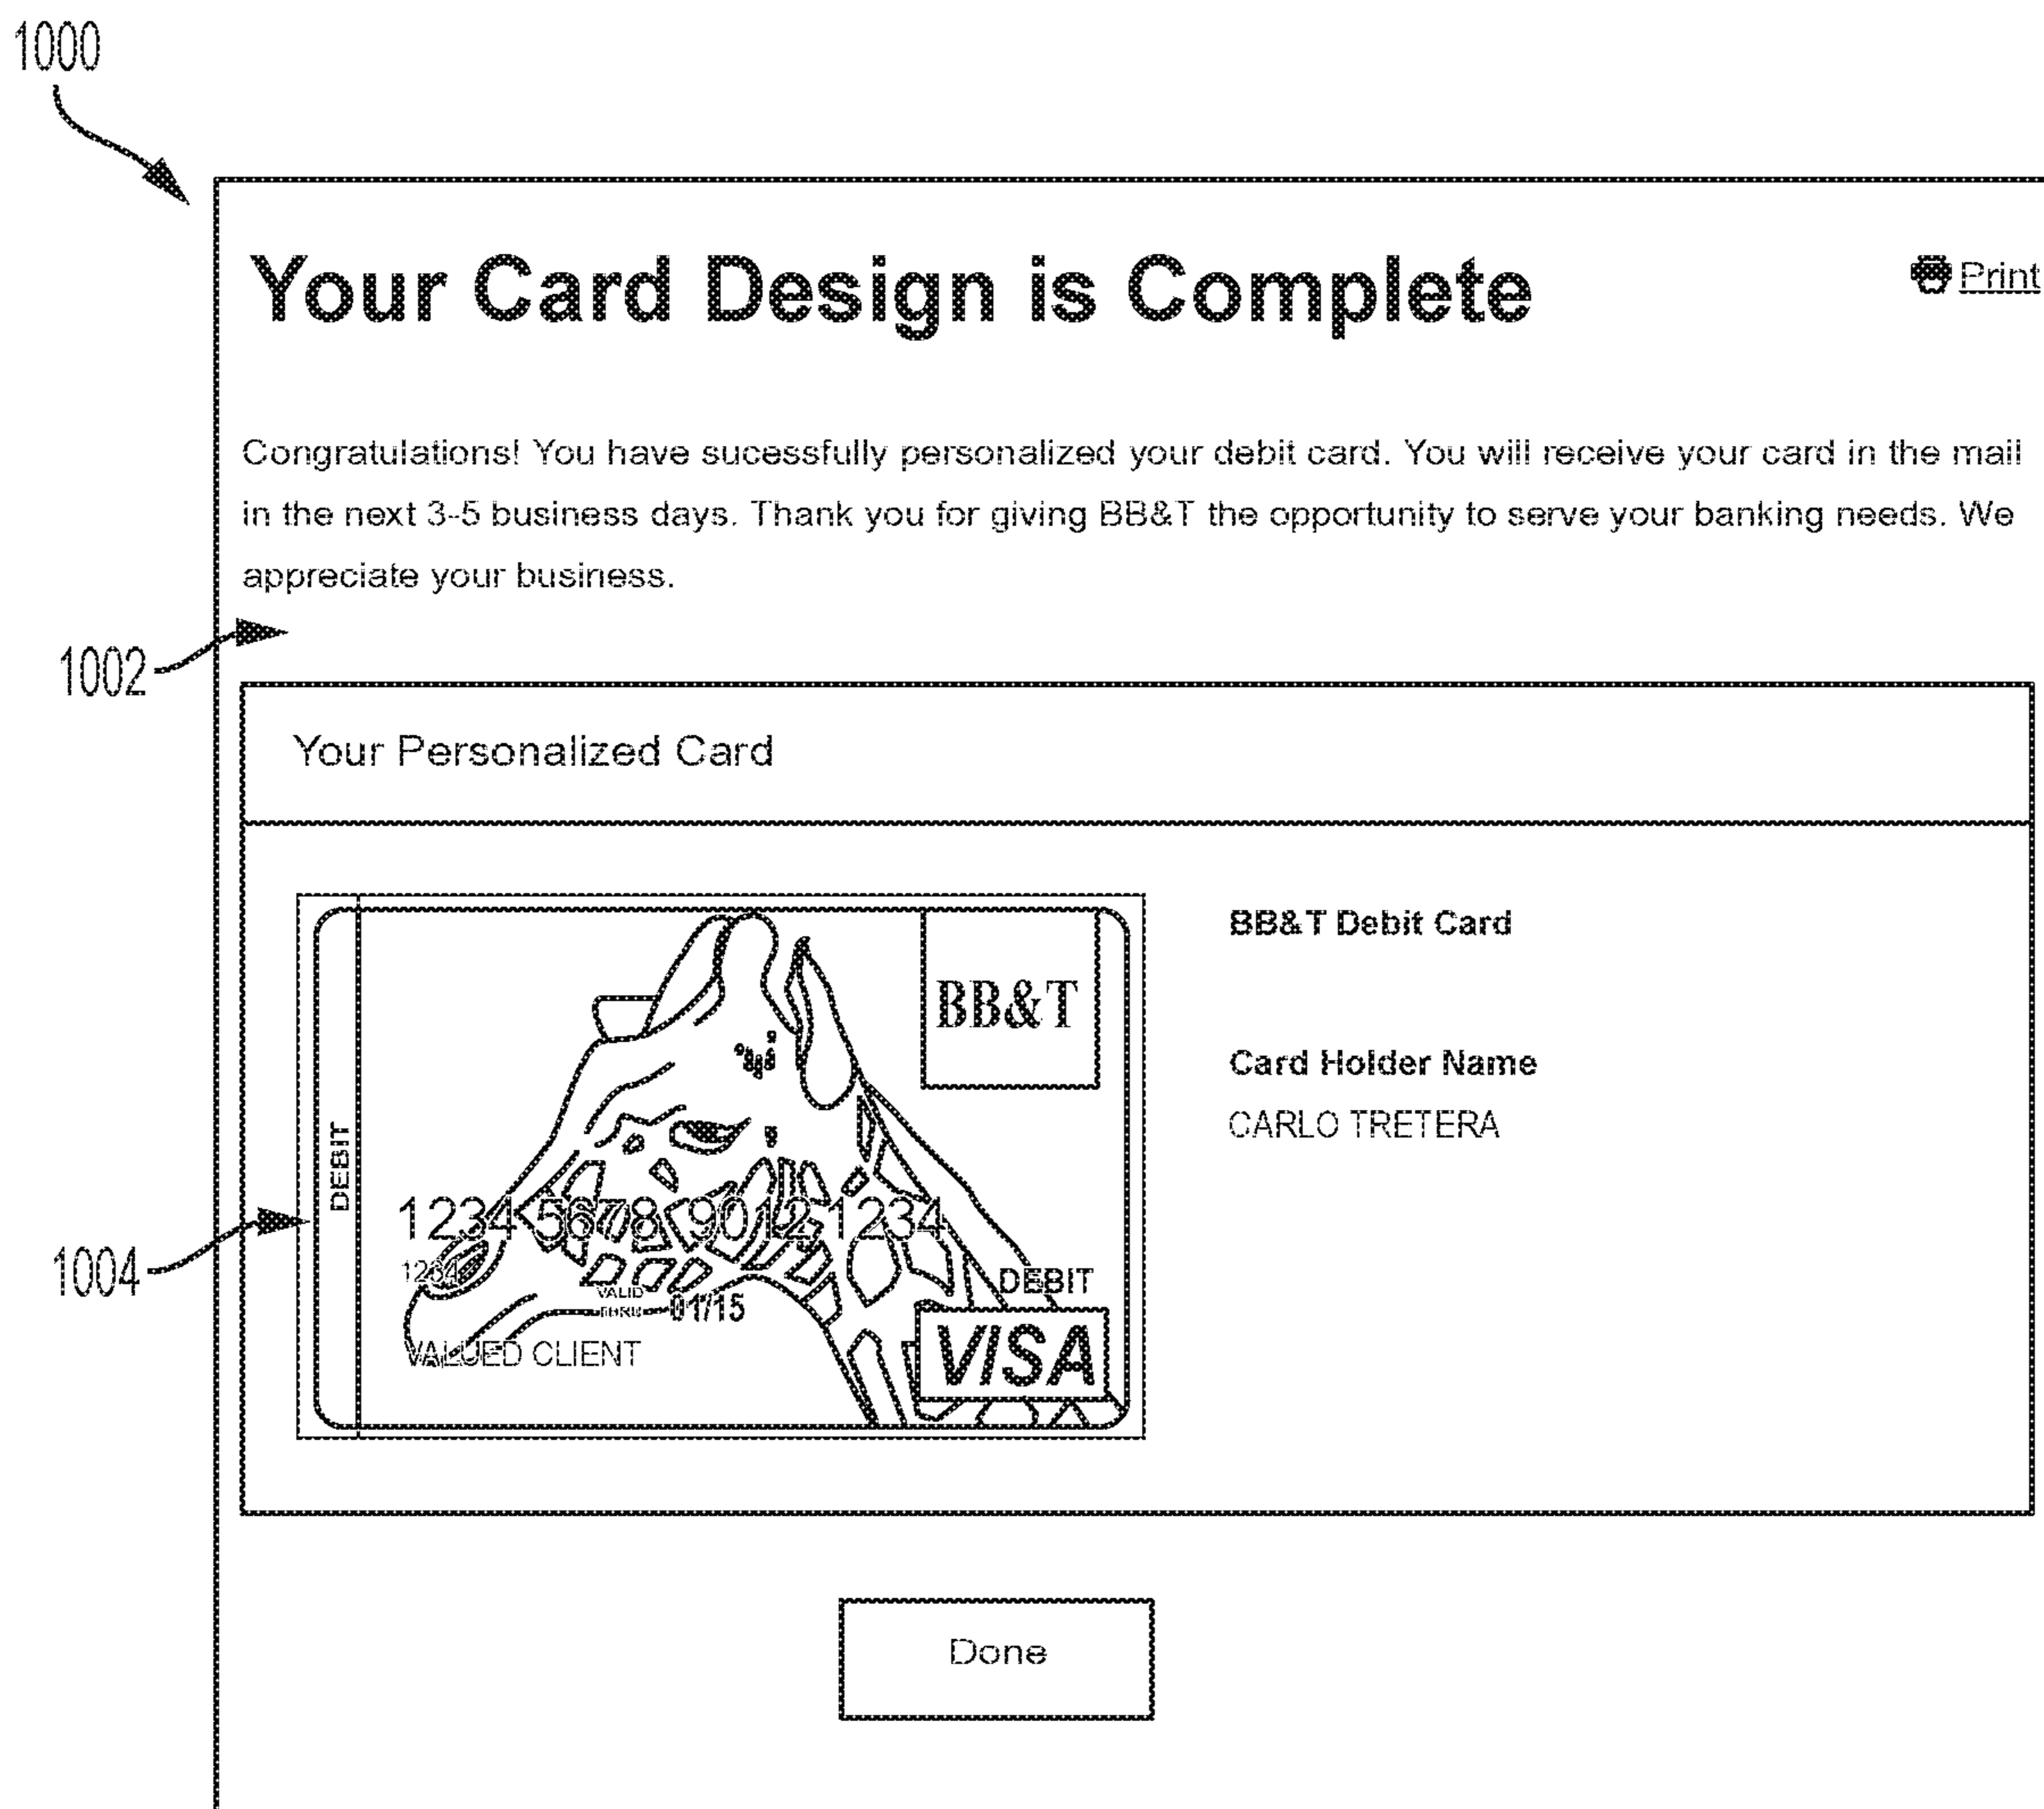 1000
Your Card Design is Complete
Print
Congratulations! You have sucessfully personalized your debit card. You will receive your card in the mail
in the next 3-5 business days. Thank you for giving BB&T the opportunity to serve your banking needs. We
appreciate your business.
1002
Your Personalized Card
BB&T Debit Card
BB&T
Card Holder Name
CARLO TRETERA
DEBIT
1234 5678 9012 1234
1004
1234
DEBIT
VALID
THRU 01/15
VISA
VALUED CLIENT
Done